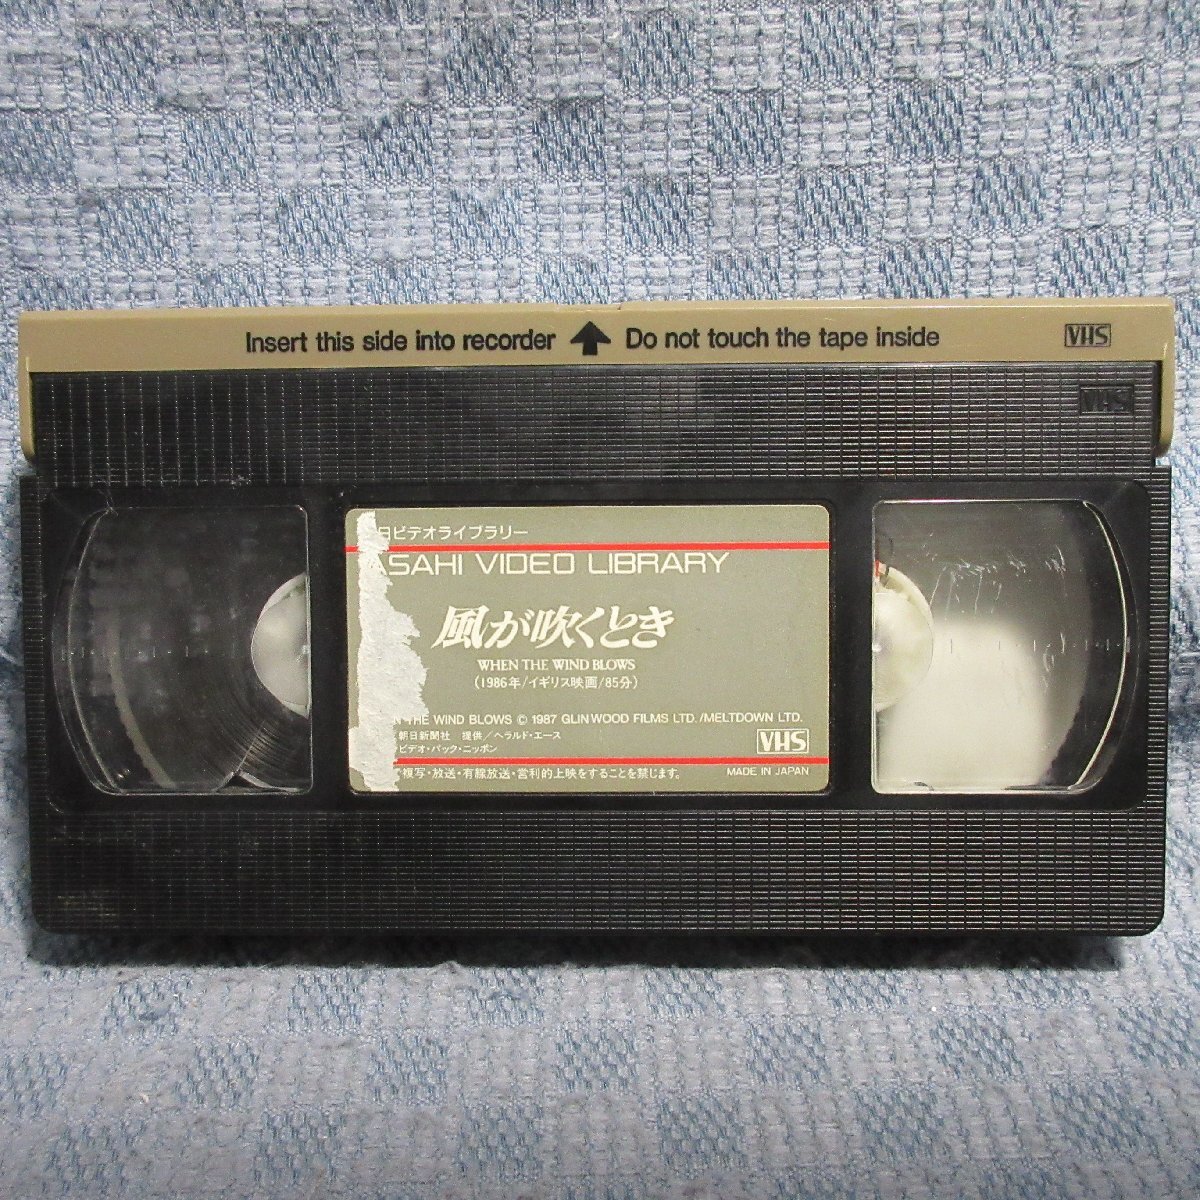 Insert this side into recorder Do not touch the tape inside VHS
VHS
日ビデオライブラリー
ASAHI VIDEO LIBRARY
風が吹くとき
WHEN THE WIND BLOWS
(1986年/イギリス映画/85分)
THE WIND BLOWS © 1987 GLINWOOD FILMS LTD./MELTDOWN LTD.
朝日新聞社 提供/ヘラルド・エース
ビデオ・パック・ニッポン
VHS
複写・放送・有線放送・営利的上映をすることを禁じます。 MADE IN JAPAN